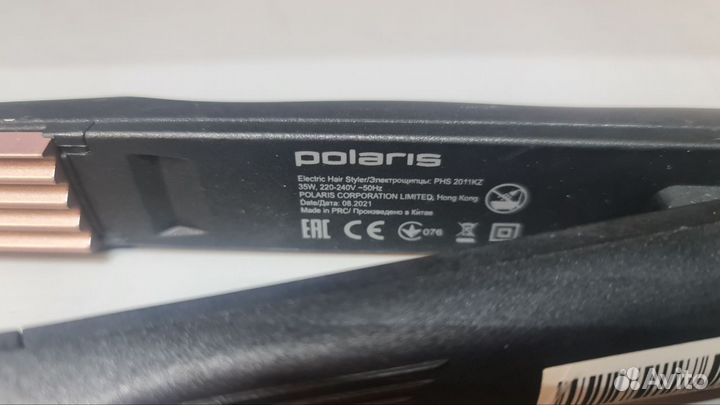 polaris
Electric Hair Styler/Электрощипцы: PHS 2011KZ
35W, 220-240V ~50Hz
POLARIS CORPORATION LIMITED, Hong Kong
Date/Дата: 08.2021
Made in PRC/ Произведено в Китае
EAC CE 076
Avito